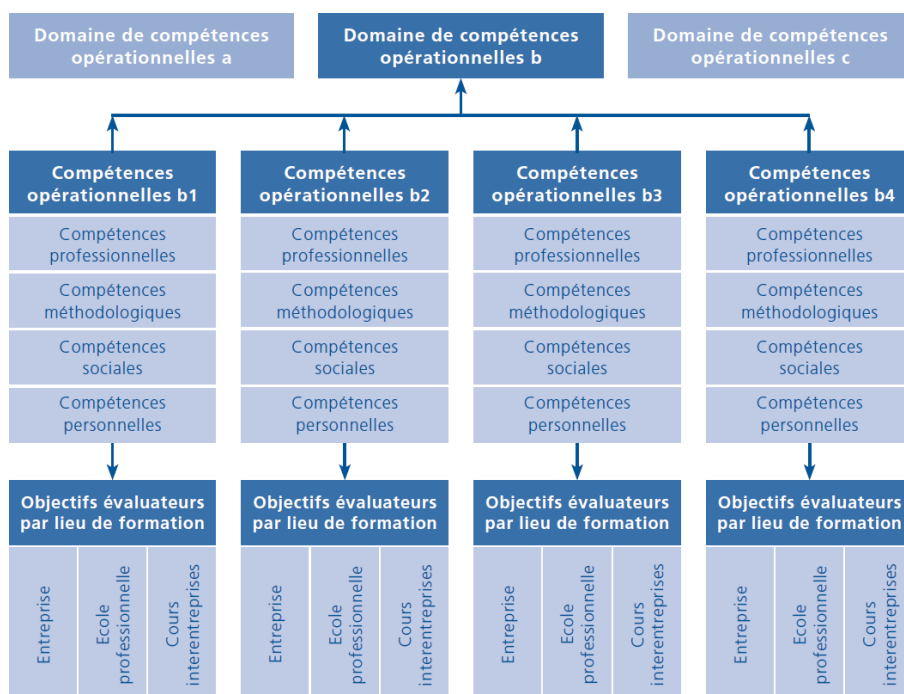 Domaine de compétences
opérationnelles a
Domaine de compétences
opérationnelles b
Domaine de compétences
opérationnelles c
Compétences
opérationnelles b1
Compétences
professionnelles
Compétences
méthodologiques
Compétences
sociales
Compétences
personnelles
Objectifs évaluateurs
par lieu de formation
Entreprise
Ecole
professionnelle
Cours
interentreprises
Compétences
opérationnelles b2
Compétences
professionnelles
Compétences
méthodologiques
Compétences
sociales
Compétences
personnelles
Objectifs évaluateurs
par lieu de formation
Entreprise
Ecole
professionnelle
Cours
interentreprises
Compétences
opérationnelles b3
Compétences
professionnelles
Compétences
méthodologiques
Compétences
sociales
Compétences
personnelles
Objectifs évaluateurs
par lieu de formation
Entreprise
Ecole
professionnelle
Cours
interentreprises
Compétences
opérationnelles b4
Compétences
professionnelles
Compétences
méthodologiques
Compétences
sociales
Compétences
personnelles
Objectifs évaluateurs
par lieu de formation
Entreprise
Ecole
professionnelle
Cours
interentreprises